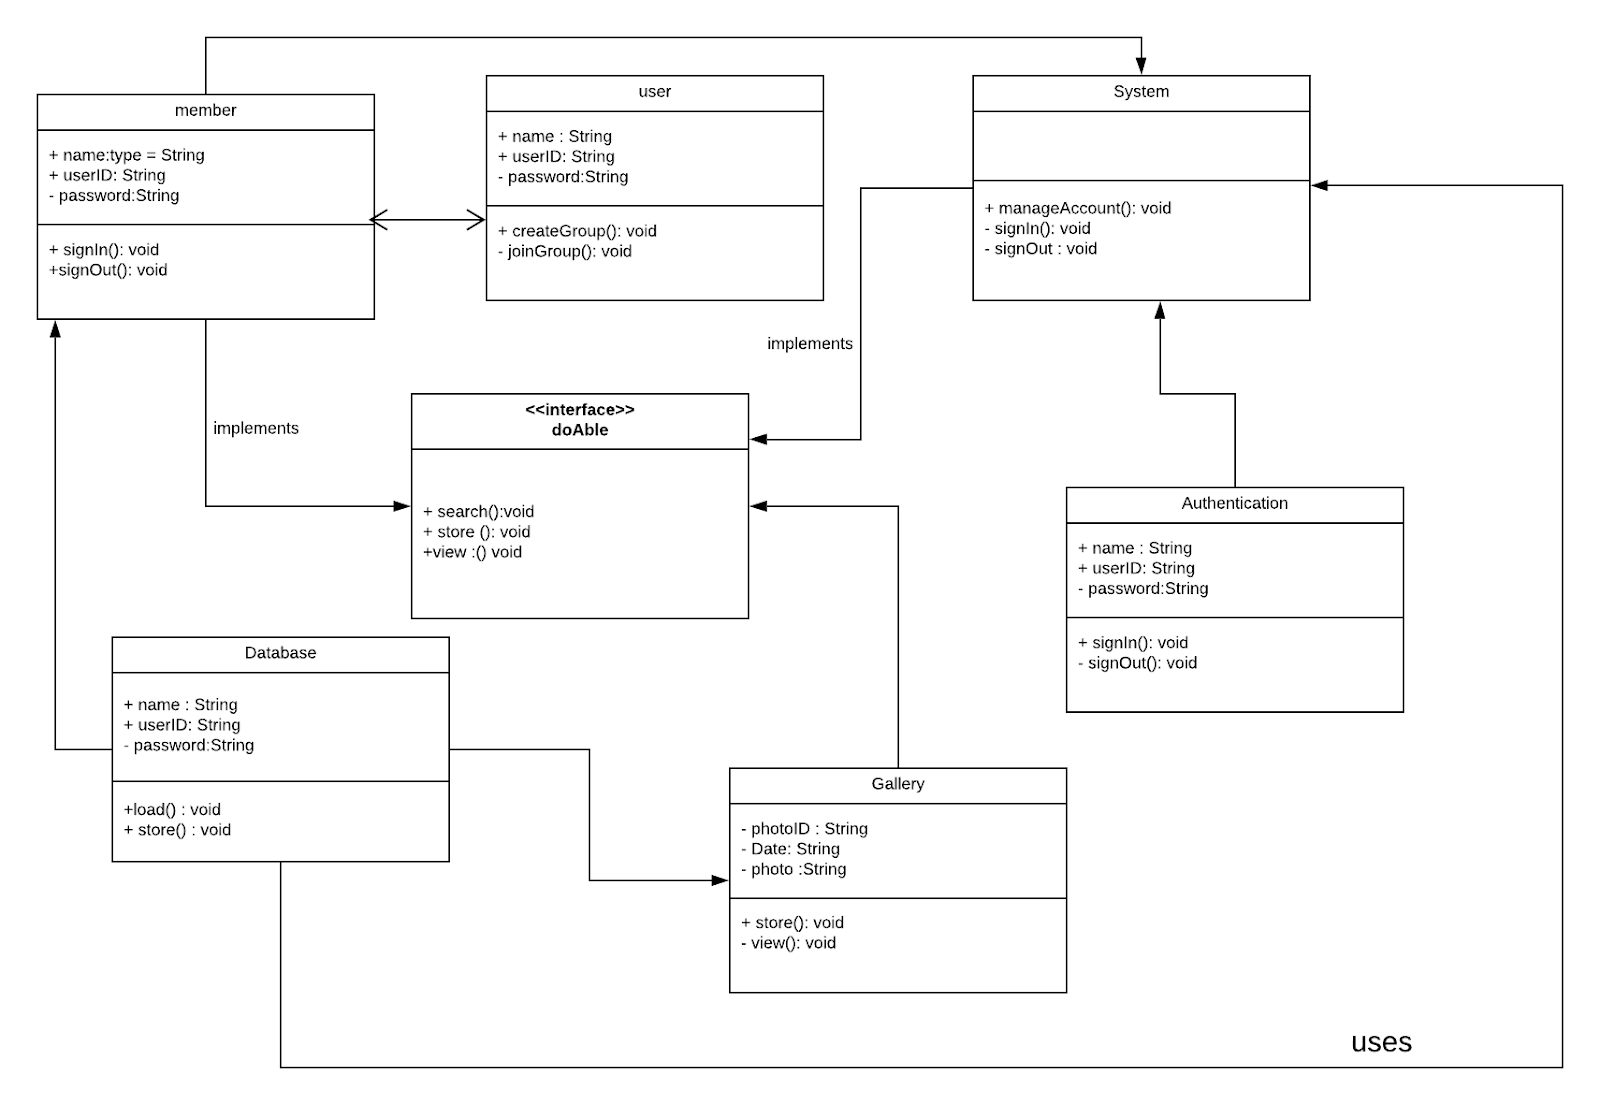 member
+ name:type = String
+ userID: String
- password:String
+ signIn(): void
+signOut(): void
user
+ name : String
+ userID: String
- password:String
+ createGroup(): void
- joinGroup(): void
System
+ manageAccount(): void
- signIn(): void
- signOut : void
implements
implements
<<interface>>
doAble
+ search():void
+ store (): void
+view :() void
Authentication
+ name : String
+ userID: String
- password:String
+ signIn(): void
- signOut(): void
Database
+ name : String
+ userID: String
- password:String
+load() : void
+ store() : void
Gallery
- photoID : String
- Date: String
- photo :String
+ store(): void
- view(): void
uses